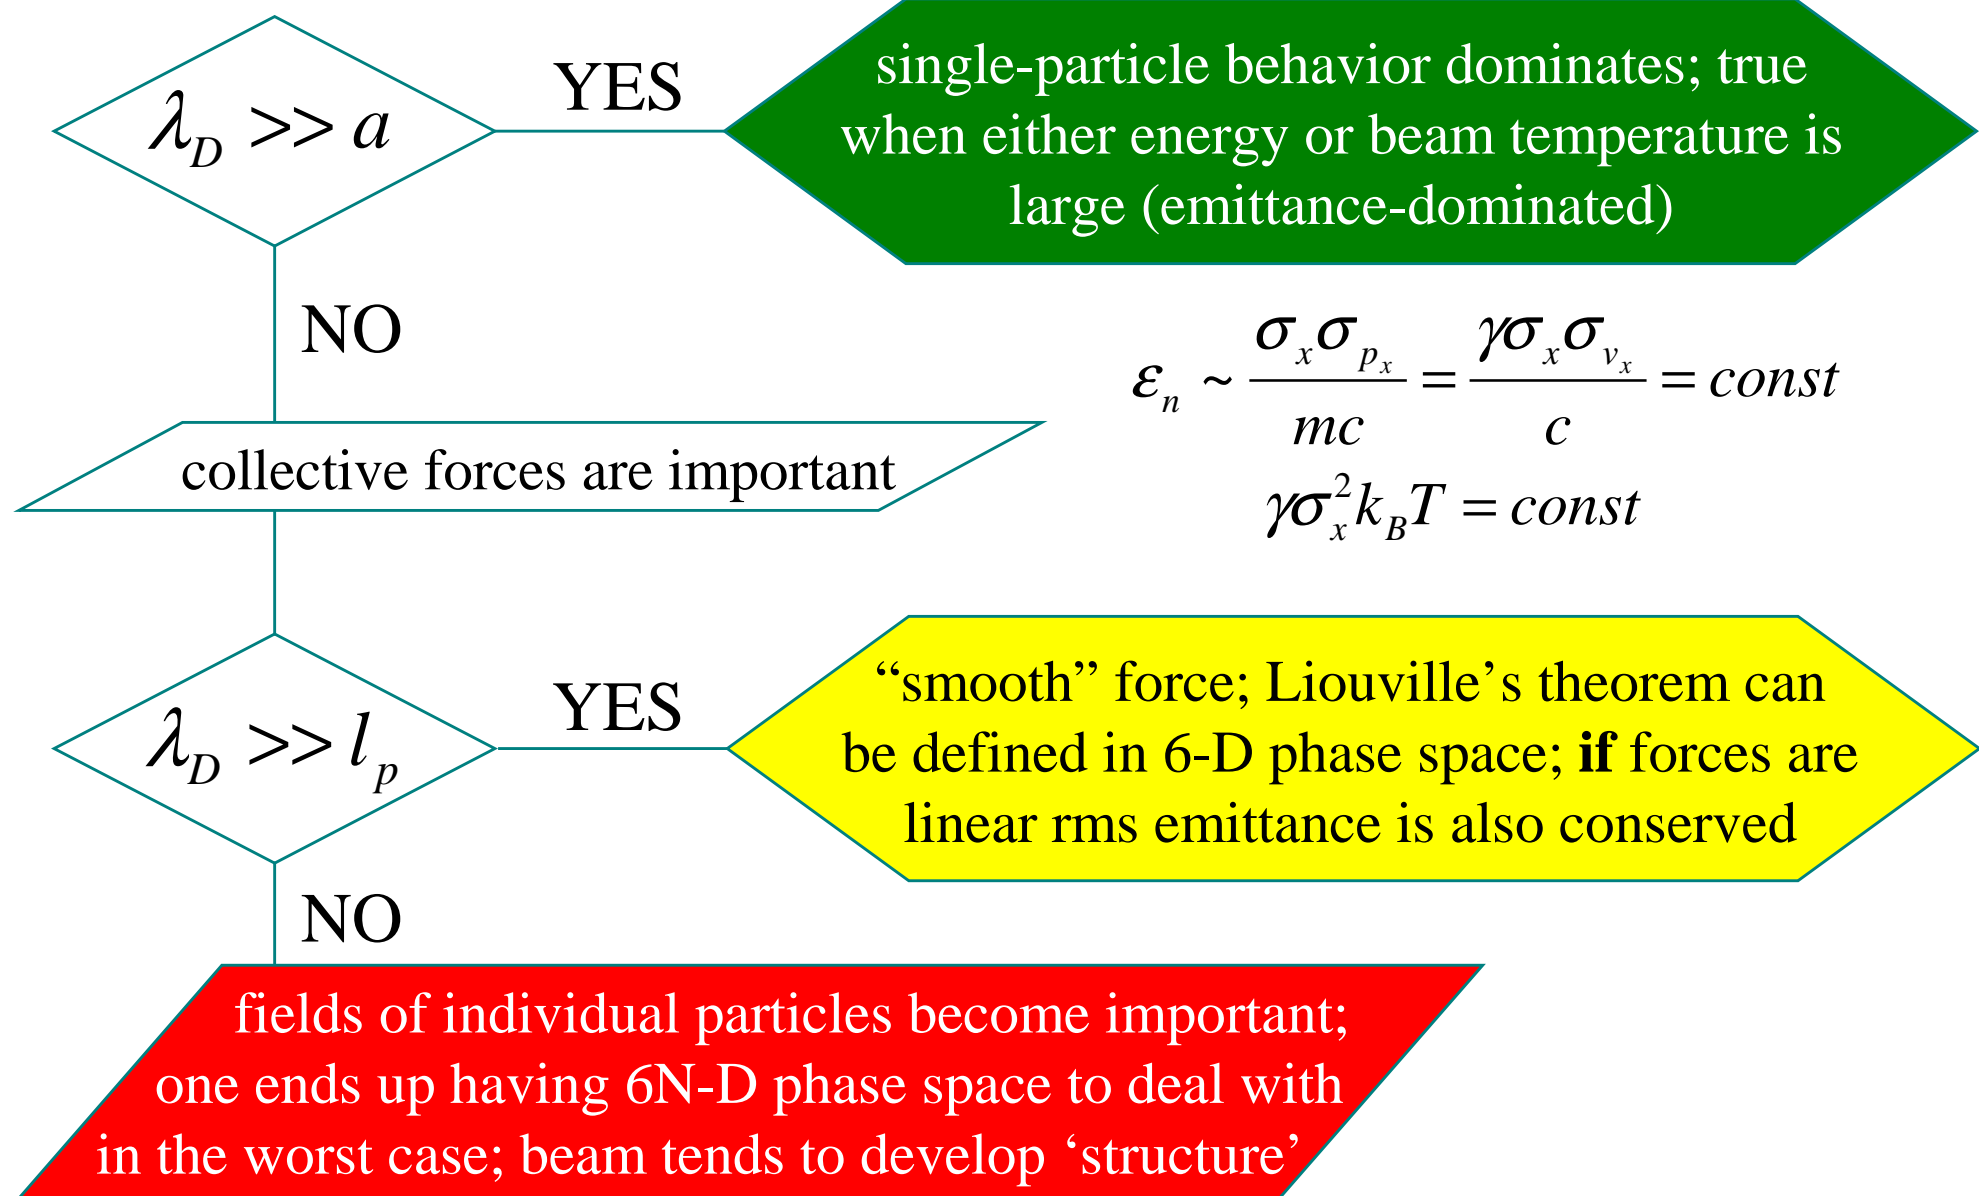 λ_D >> a
YES
single-particle behavior dominates; true
when either energy or beam temperature is
large (emittance-dominated)
NO
ε_n ~ σ_x σ_{p_x} / mc = γσ_x σ_{v_x} / c = const
γσ_x^2 k_B T = const
collective forces are important
λ_D >> l_p
YES
“smooth” force; Liouville’s theorem can
be defined in 6-D phase space; if forces are
linear rms emittance is also conserved
NO
fields of individual particles become important;
one ends up having 6N-D phase space to deal with
in the worst case; beam tends to develop ‘structure’